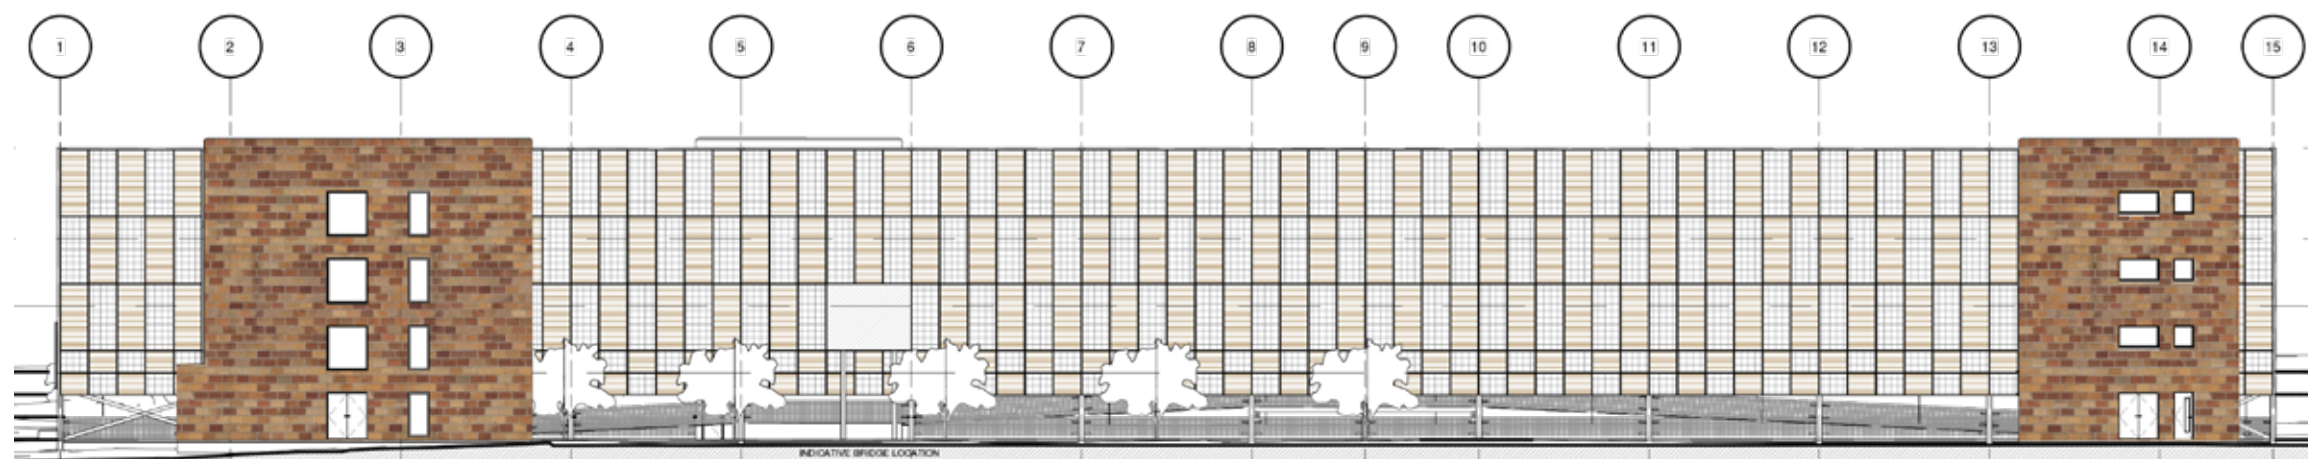 1 2 3 4 5 6 7 8 9 10 11 12 13 14 15
INDICATIVE BRIDGE LOCATION